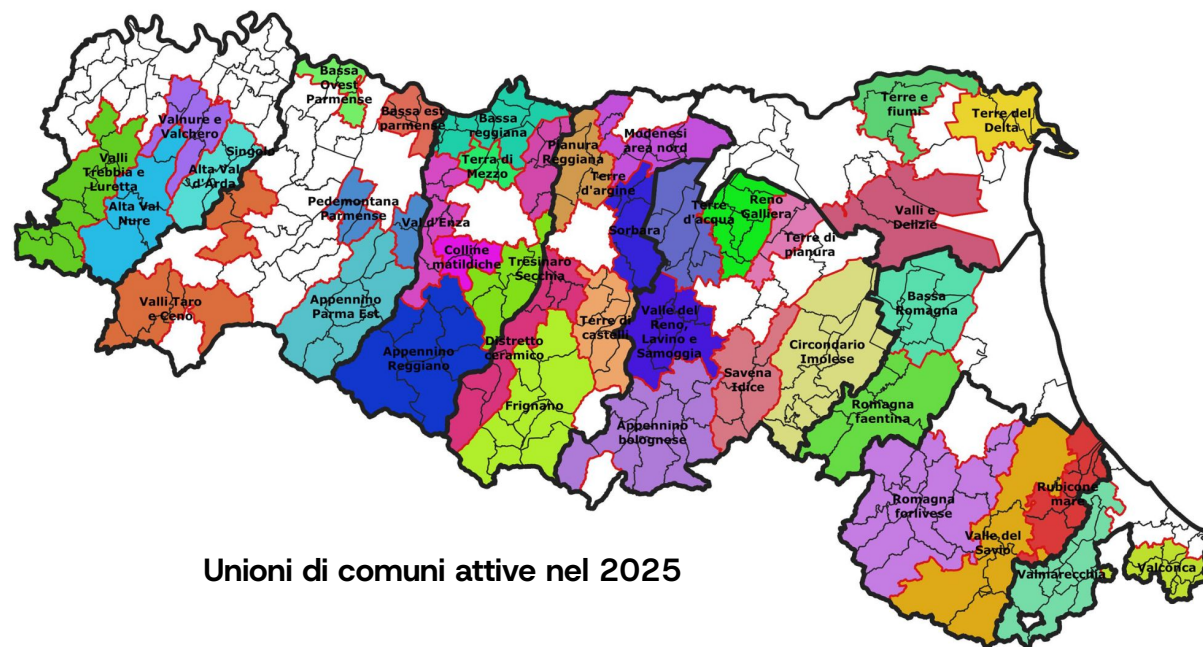 Bassa
Ovest
Parmense
Bassa est
parmense
Valnure e
Valchero
Singolo
Alta Val
d'Arda
Valli
Trebbia e
Luretta
Alta Val
Nure
Valli Taro
e Ceno
Pedemontana
Parmense
Appennino
Parma Est
Bassa
reggiana
Terra di
Mezzo
Pianura
Reggiana
Val d'Enza
Colline
matildiche
Tresinaro
Secchia
Appennino
Reggiano
Modenesi
area nord
Terre
d'argine
Sorbara
Distretto
ceramico
Terre di
castelli
Frignano
Terre
d'acqua
Reno
Galliera
Terre di
pianura
Valle del
Reno,
Lavino e
Samoggia
Savena
Idice
Appennino
bolognese
Circondario
Imolese
Terre e
fiumi
Terre del
Delta
Valli e
Delizie
Bassa
Romagna
Romagna
faentina
Romagna
forlivese
Rubicone
mare
Valle del
Savio
Valmarecchia
Valconca
Unioni di comuni attive nel 2025